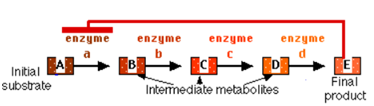 enzyme enzyme enzyme enzyme
a b c d
A B C D E
Initial substrate
Intermediate metabolites
Final product